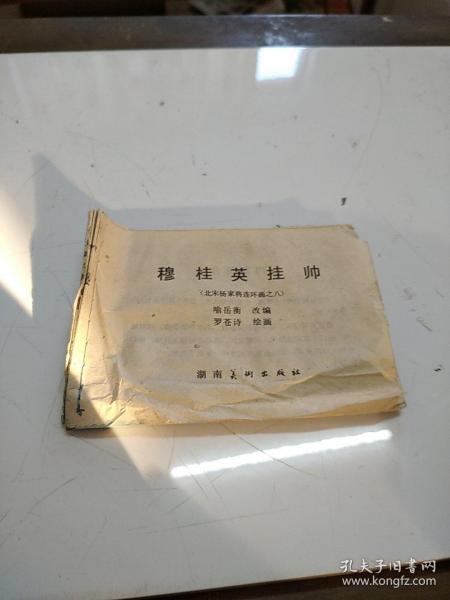 穆桂英挂帅
(北宋杨家将连环画之八)
喻岳衡 改编
罗苍诗 绘画
湖南美术出版社
孔夫子旧书网
www.kongfz.com